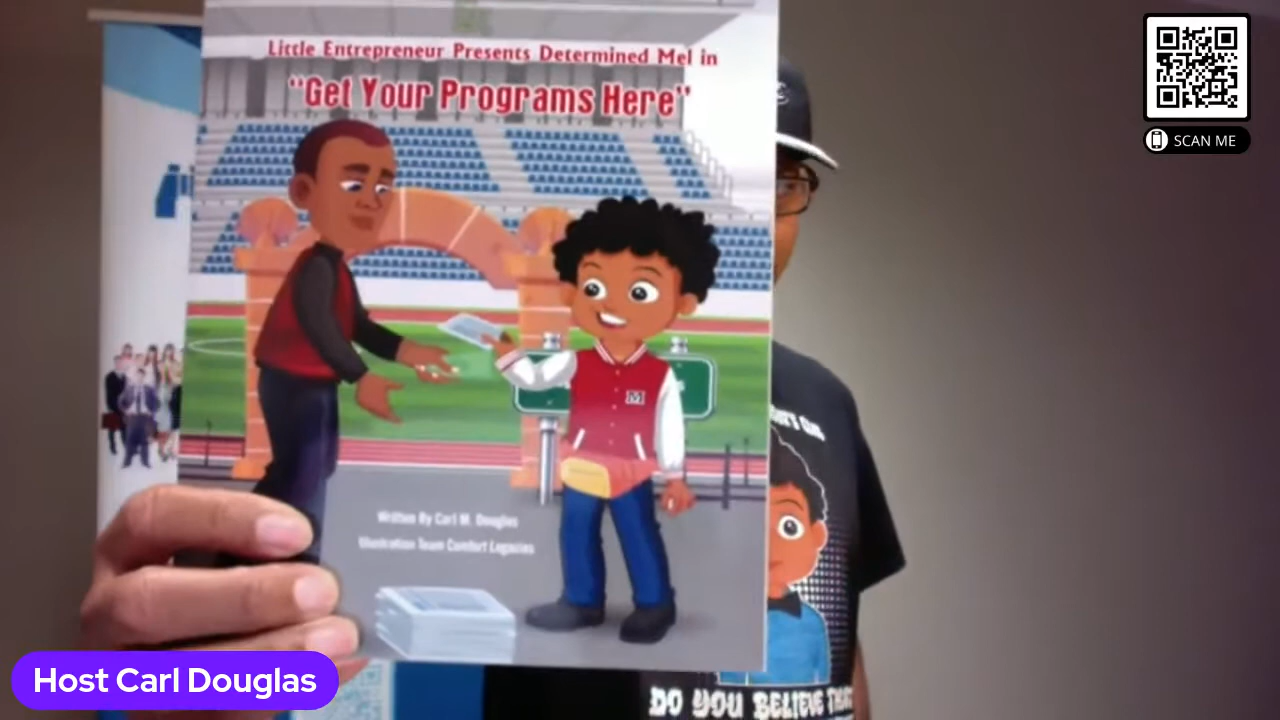 Little Entrepreneur Presents Determined Mel in
"Get Your Programs Here"
SCAN ME
M
Written By Carl M. Douglas
Illustration Team Comfort Legacies
Host Carl Douglas
DO YOU BELIEVE